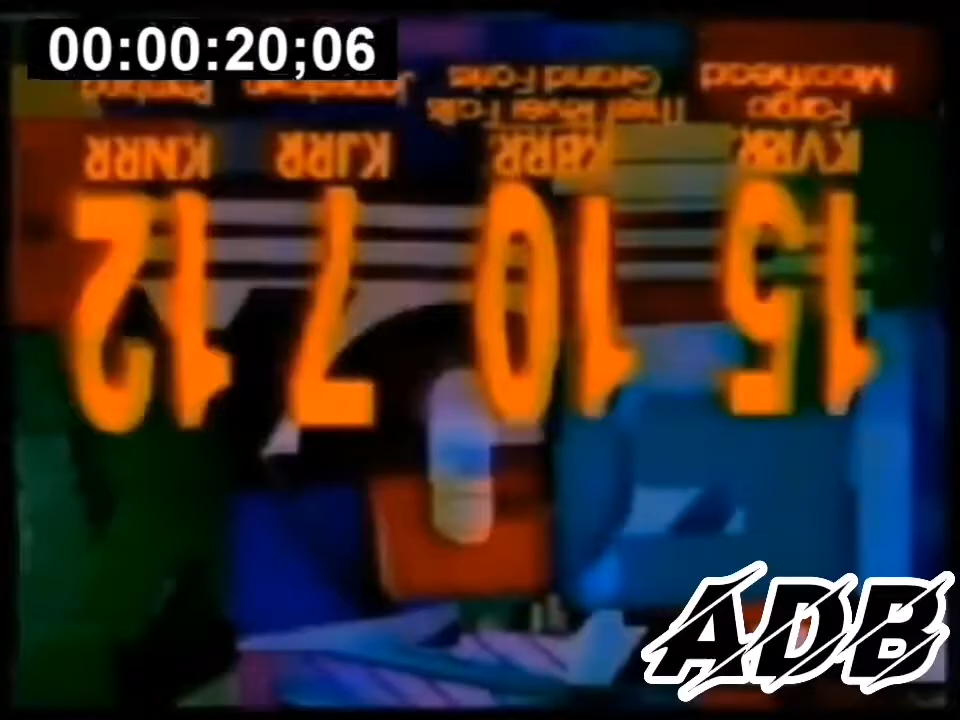 00:00:20;06
15 10 7 12
KVRR KBRR KJRR KNRR
Fargo Thief River Falls
Moorhead Grand Forks Jamestown Pembina
ADB